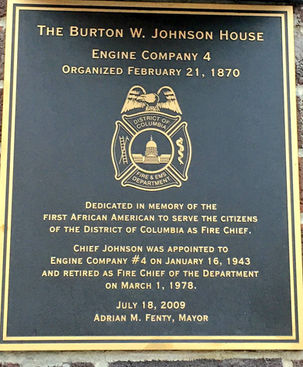 THE BURTON W. JOHNSON HOUSE
ENGINE COMPANY 4
ORGANIZED FEBRUARY 21, 1870
DISTRICT OF
COLUMBIA
FIRE & EMS
DEPARTMENT
DEDICATED IN MEMORY OF THE
FIRST AFRICAN AMERICAN TO SERVE THE CITIZENS
OF THE DISTRICT OF COLUMBIA AS FIRE CHIEF.
CHIEF JOHNSON WAS APPOINTED TO
ENGINE COMPANY #4 ON JANUARY 16, 1943
AND RETIRED AS FIRE CHIEF OF THE DEPARTMENT
ON MARCH 1, 1978.
JULY 18, 2009
ADRIAN M. FENTY, MAYOR